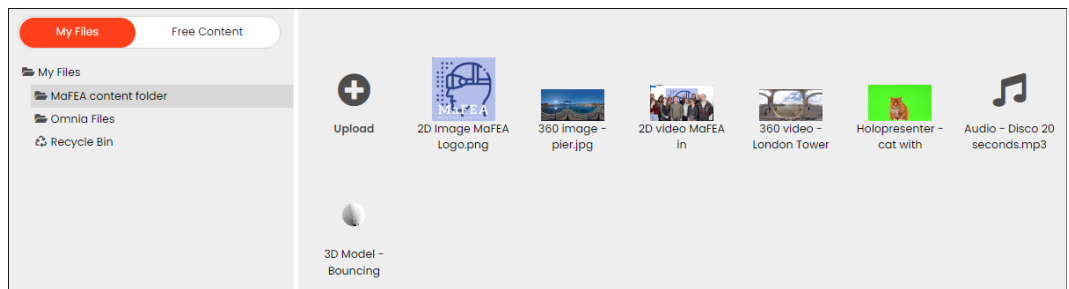 My Files
Free Content
My Files
MaFEA content folder
Omnia Files
Recycle Bin
MaFEA
Upload
2D Image MaFEA
Logo.png
360 image -
pier.jpg
2D video MaFEA
in
360 video -
London Tower
Holopresenter -
cat with
Audio - Disco 20
seconds.mp3
3D Model -
Bouncing